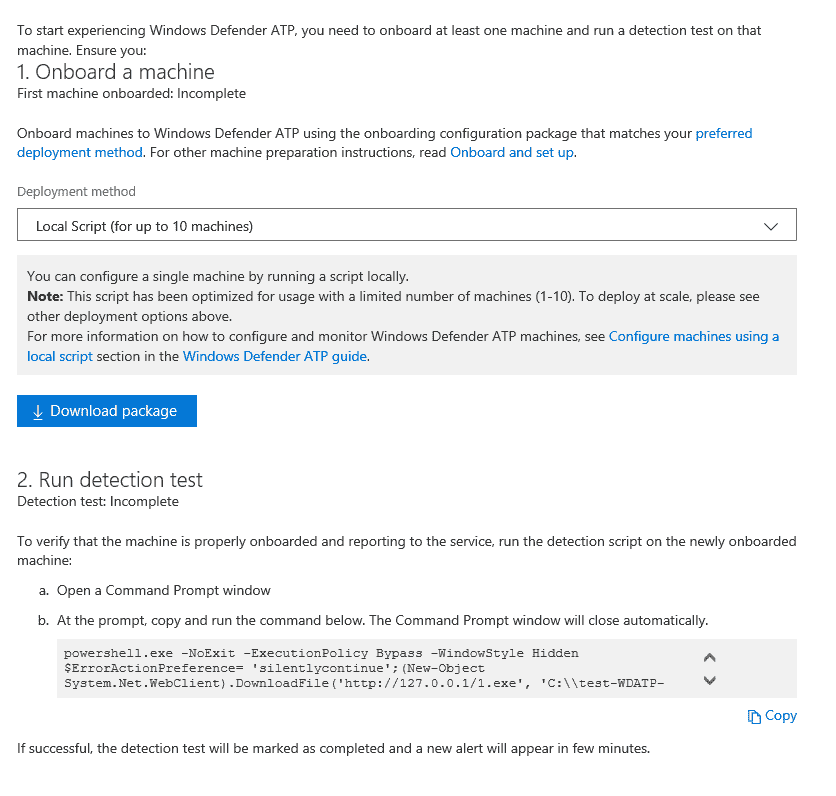 To start experiencing Windows Defender ATP, you need to onboard at least one machine and run a detection test on that
machine. Ensure you:
1. Onboard a machine
First machine onboarded: Incomplete
Onboard machines to Windows Defender ATP using the onboarding configuration package that matches your preferred
deployment method. For other machine preparation instructions, read Onboard and set up.
Deployment method
Local Script (for up to 10 machines)
You can configure a single machine by running a script locally.
Note: This script has been optimized for usage with a limited number of machines (1-10). To deploy at scale, please see
other deployment options above.
For more information on how to configure and monitor Windows Defender ATP machines, see Configure machines using a
local script section in the Windows Defender ATP guide.
Download package
2. Run detection test
Detection test: Incomplete
To verify that the machine is properly onboarded and reporting to the service, run the detection script on the newly onboarded
machine:
a. Open a Command Prompt window
b. At the prompt, copy and run the command below. The Command Prompt window will close automatically.
powershell.exe -NoExit -ExecutionPolicy Bypass -WindowStyle Hidden
$ErrorActionPreference= 'silentlycontinue';(New-Object
System.Net.WebClient).DownloadFile('http://127.0.0.1/1.exe', 'C:\\test-WDATP-
Copy
If successful, the detection test will be marked as completed and a new alert will appear in few minutes.